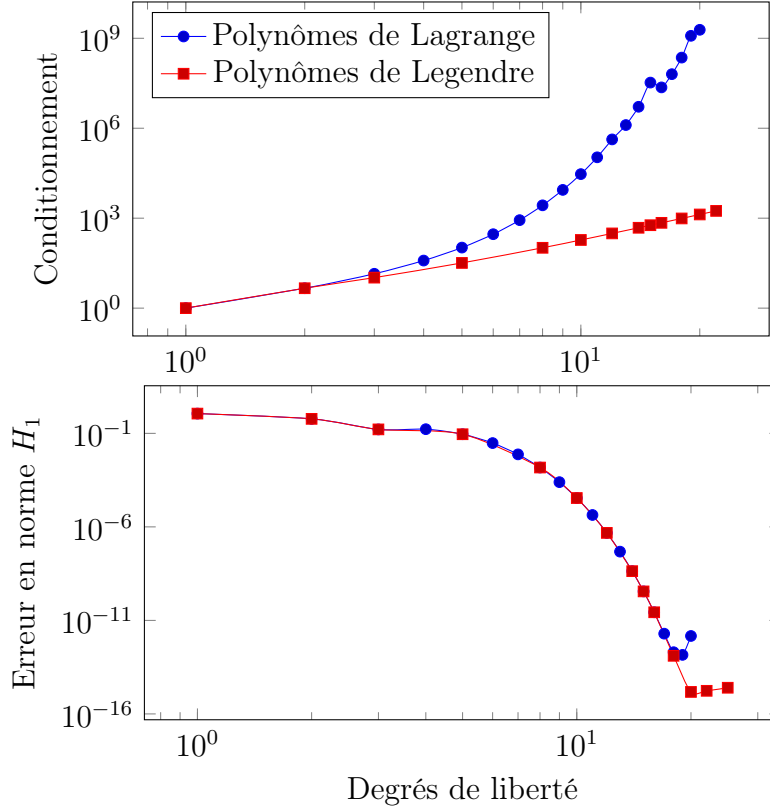 10^9
10^6
10^3
10^0
Conditionnement
Polynômes de Lagrange
Polynômes de Legendre
10^0
10^1
10^{-1}
10^{-6}
10^{-11}
10^{-16}
Erreur en norme H_1
10^0
10^1
Degrés de liberté